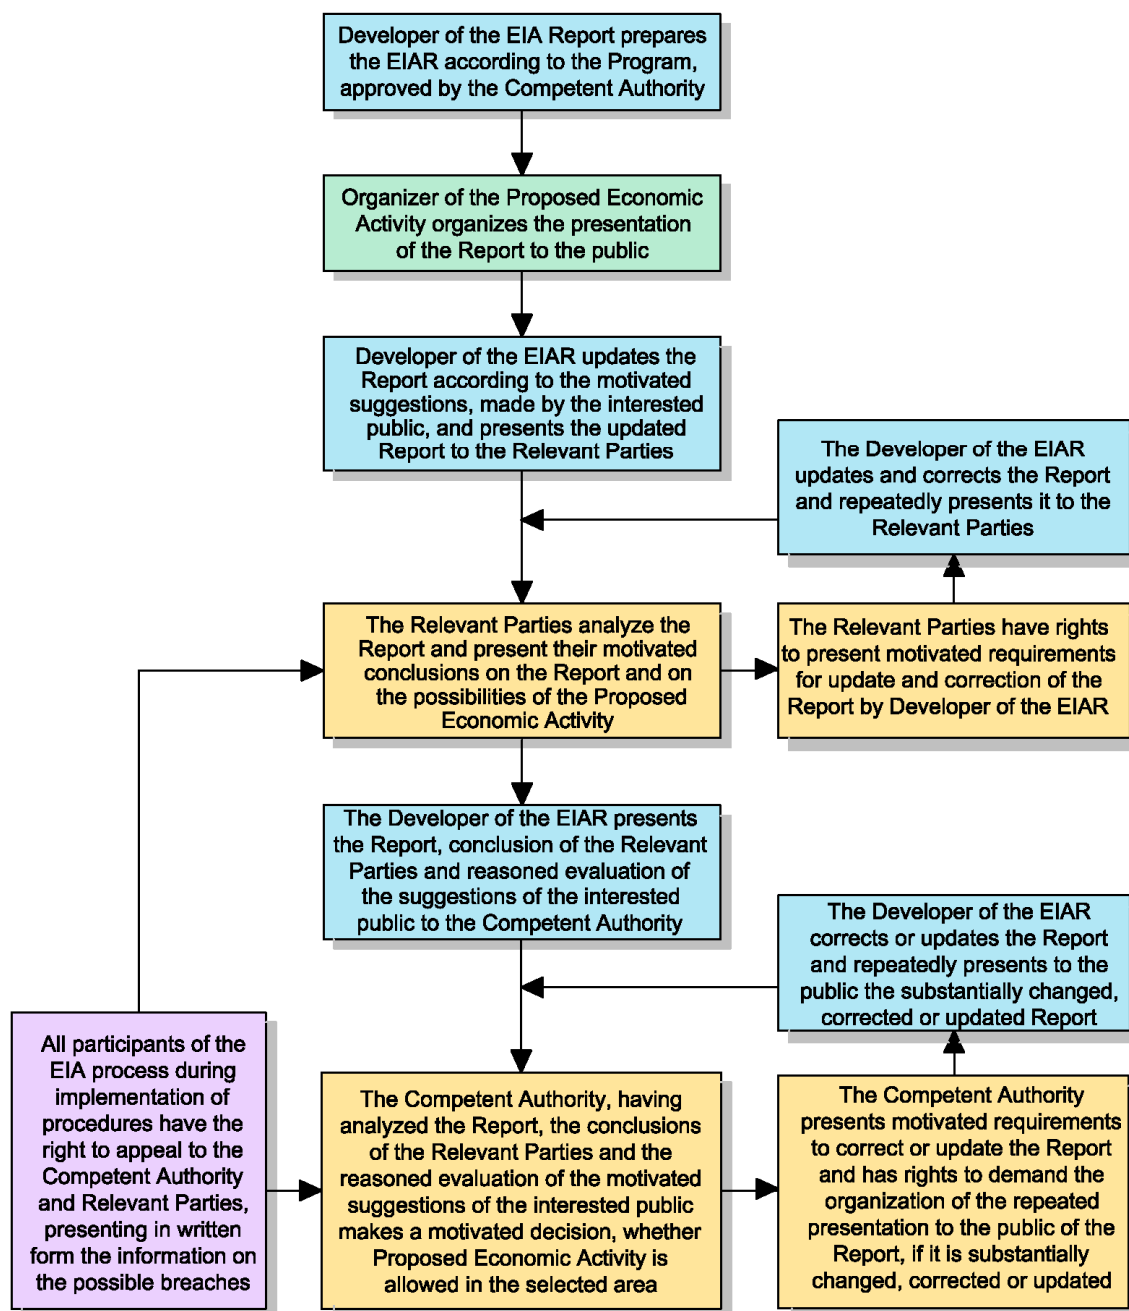 Developer of the EIA Report prepares
the EIAR according to the Program,
approved by the Competent Authority
Organizer of the Proposed Economic
Activity organizes the presentation
of the Report to the public
Developer of the EIAR updates the
Report according to the motivated
suggestions, made by the interested
public, and presents the updated
Report to the Relevant Parties
The Developer of the EIAR
updates and corrects the Report
and repeatedly presents it to the
Relevant Parties
The Relevant Parties analyze the
Report and present their motivated
conclusions on the Report and on
the possibilities of the Proposed
Economic Activity
The Relevant Parties have rights
to present motivated requirements
for update and correction of the
Report by Developer of the EIAR
The Developer of the EIAR presents
the Report, conclusion of the Relevant
Parties and reasoned evaluation of
the suggestions of the interested
public to the Competent Authority
The Developer of the EIAR
corrects or updates the Report
and repeatedly presents to the
public the substantially changed,
corrected or updated Report
All participants of the
EIA process during
implementation of
procedures have the
right to appeal to the
Competent Authority
and Relevant Parties,
presenting in written
form the information on
the possible breaches
The Competent Authority, having
analyzed the Report, the conclusions
of the Relevant Parties and the
reasoned evaluation of the motivated
suggestions of the interested public
makes a motivated decision, whether
Proposed Economic Activity is
allowed in the selected area
The Competent Authority
presents motivated requirements
to correct or update the Report
and has rights to demand the
organization of the repeated
presentation to the public of the
Report, if it is substantially
changed, corrected or updated